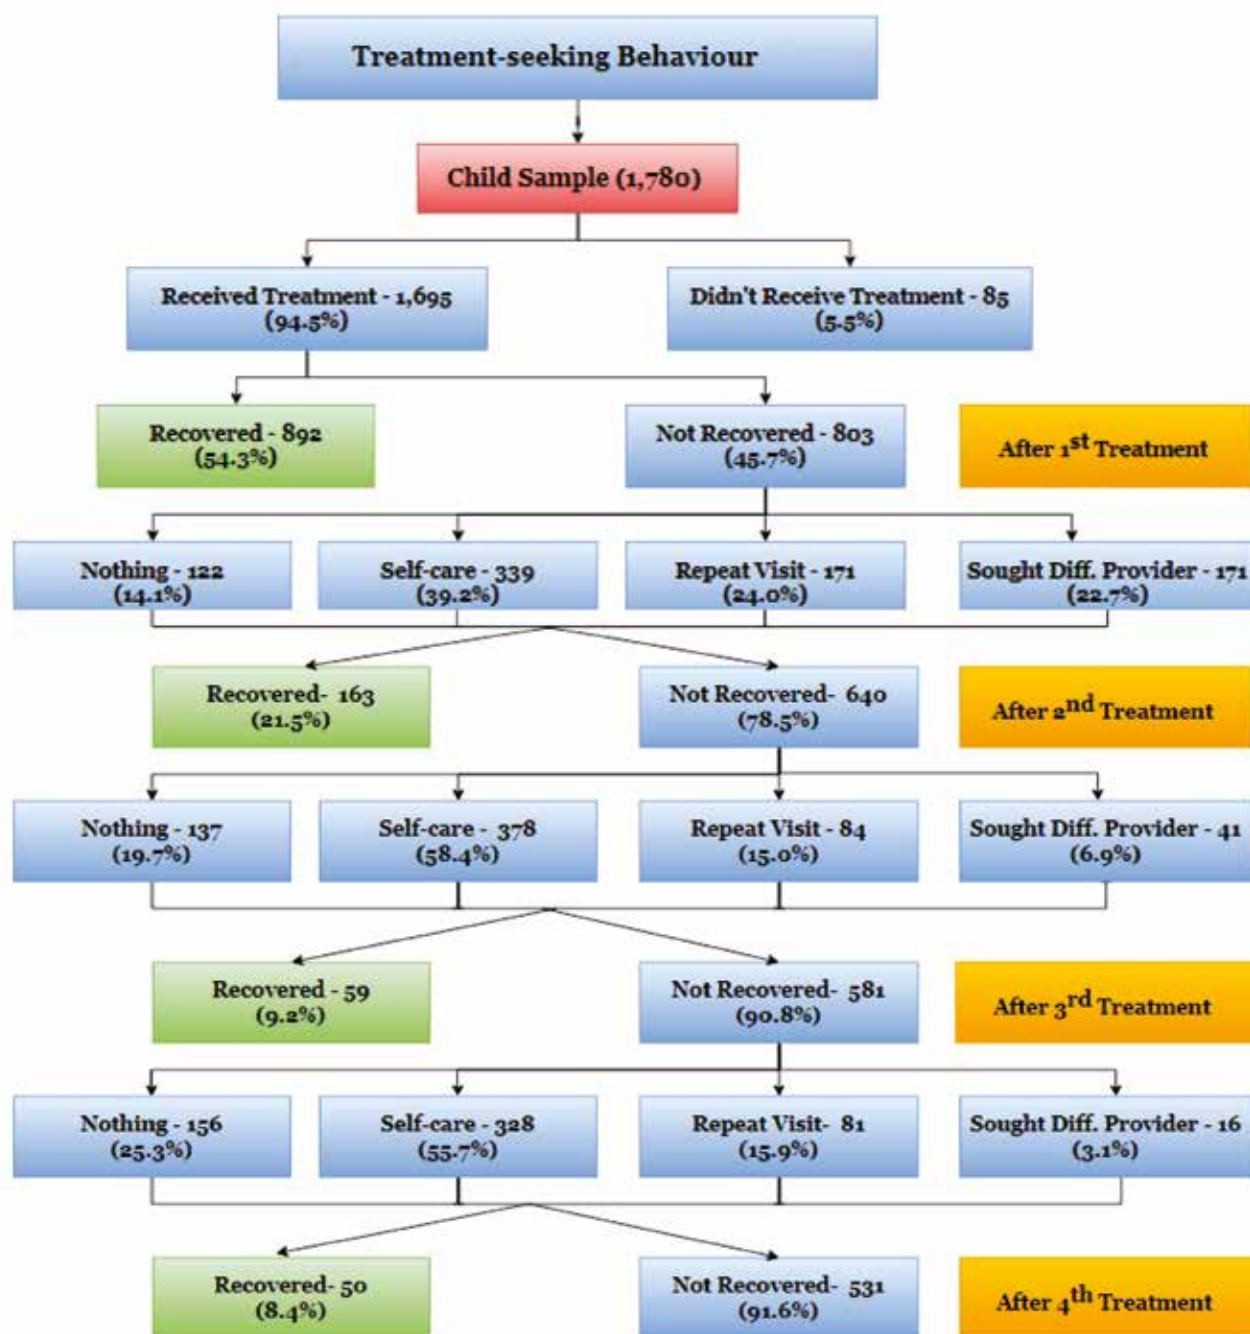 Treatment-seeking Behaviour
Child Sample (1,780)
Received Treatment - 1,695
(94.5%)
Didn't Receive Treatment - 85
(5.5%)
Recovered - 892
(54.3%)
Not Recovered - 803
(45.7%)
After 1st Treatment
Nothing - 122
(14.1%)
Self-care - 339
(39.2%)
Repeat Visit - 171
(24.0%)
Sought Diff. Provider - 171
(22.7%)
Recovered- 163
(21.5%)
Not Recovered- 640
(78.5%)
After 2nd Treatment
Nothing - 137
(19.7%)
Self-care - 378
(58.4%)
Repeat Visit - 84
(15.0%)
Sought Diff. Provider - 41
(6.9%)
Recovered - 59
(9.2%)
Not Recovered- 581
(90.8%)
After 3rd Treatment
Nothing - 156
(25.3%)
Self-care - 328
(55.7%)
Repeat Visit- 81
(15.9%)
Sought Diff. Provider - 16
(3.1%)
Recovered- 50
(8.4%)
Not Recovered- 531
(91.6%)
After 4th Treatment